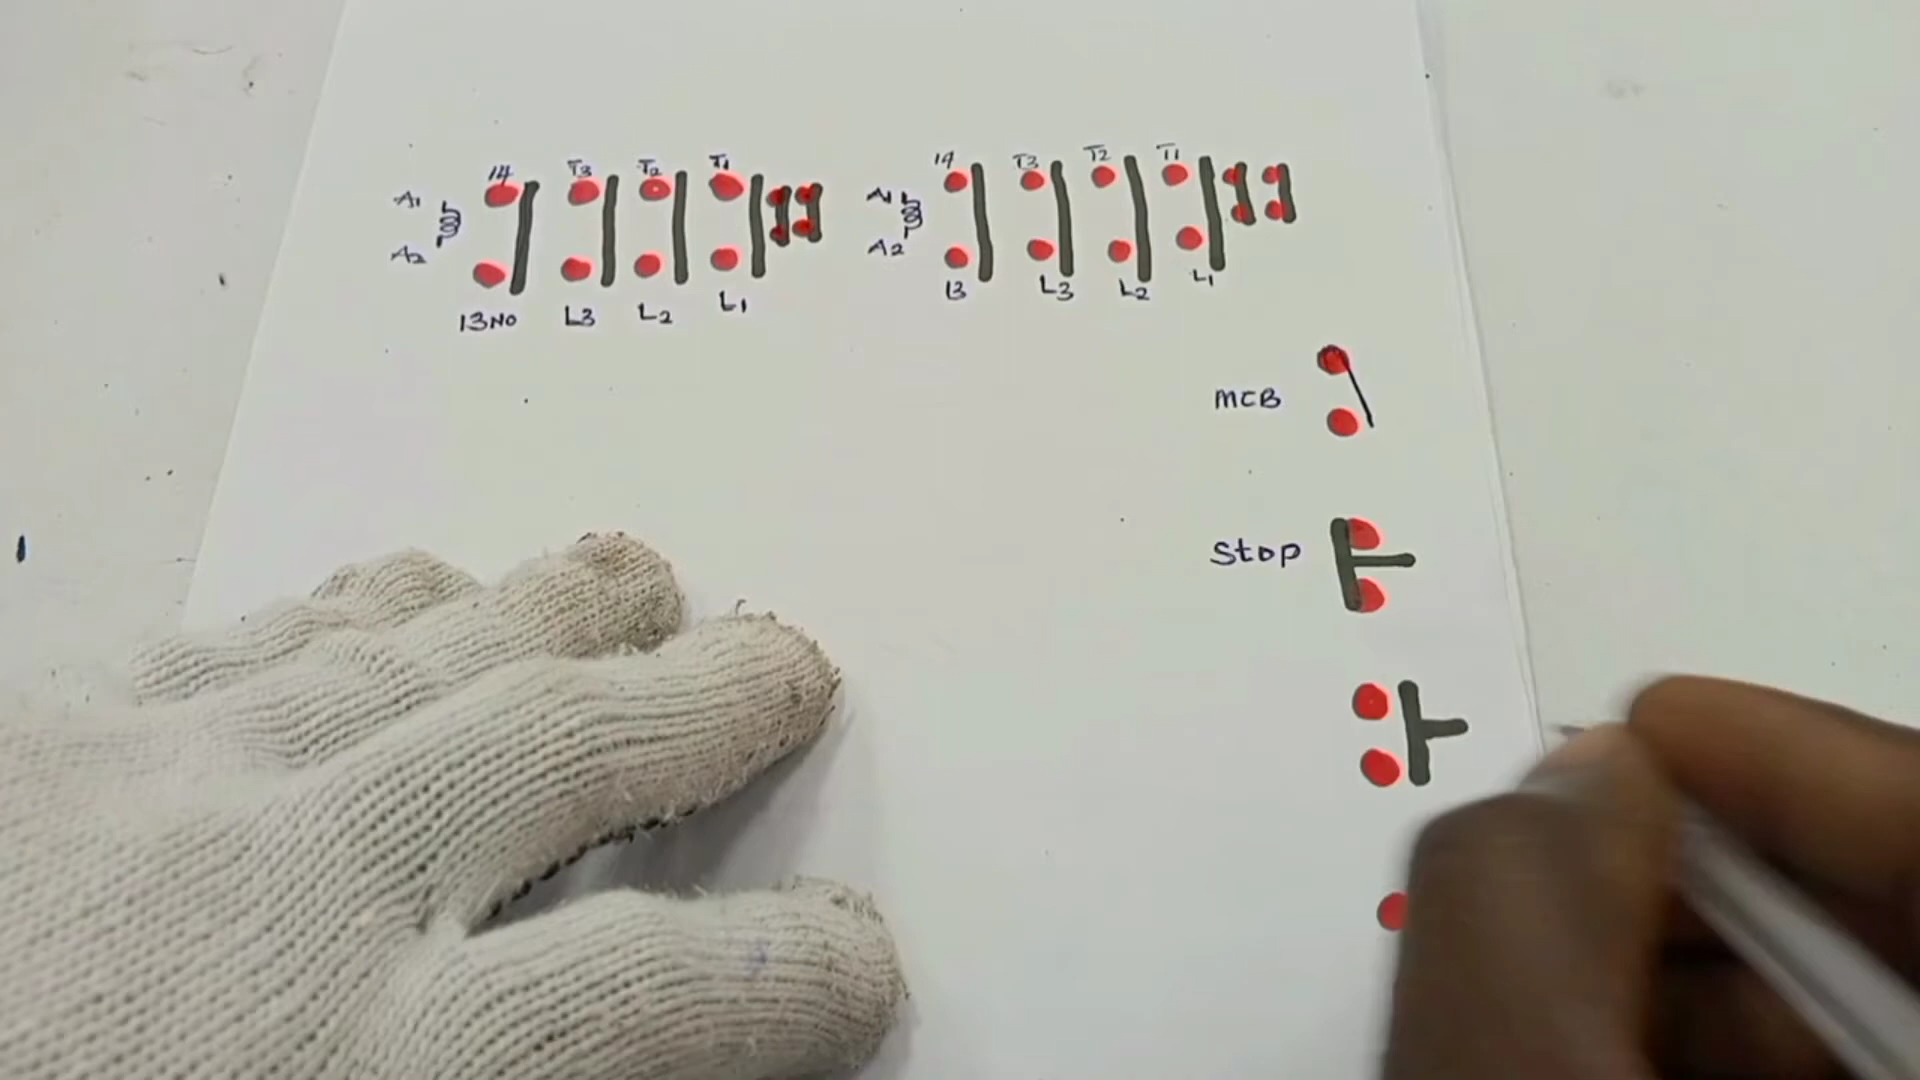 14 T3 T2 T1
A1
A2
13NO L3 L2 L1
14 T3 T2 T1
A1
A2
13 L3 L2 L1
MCB
Stop